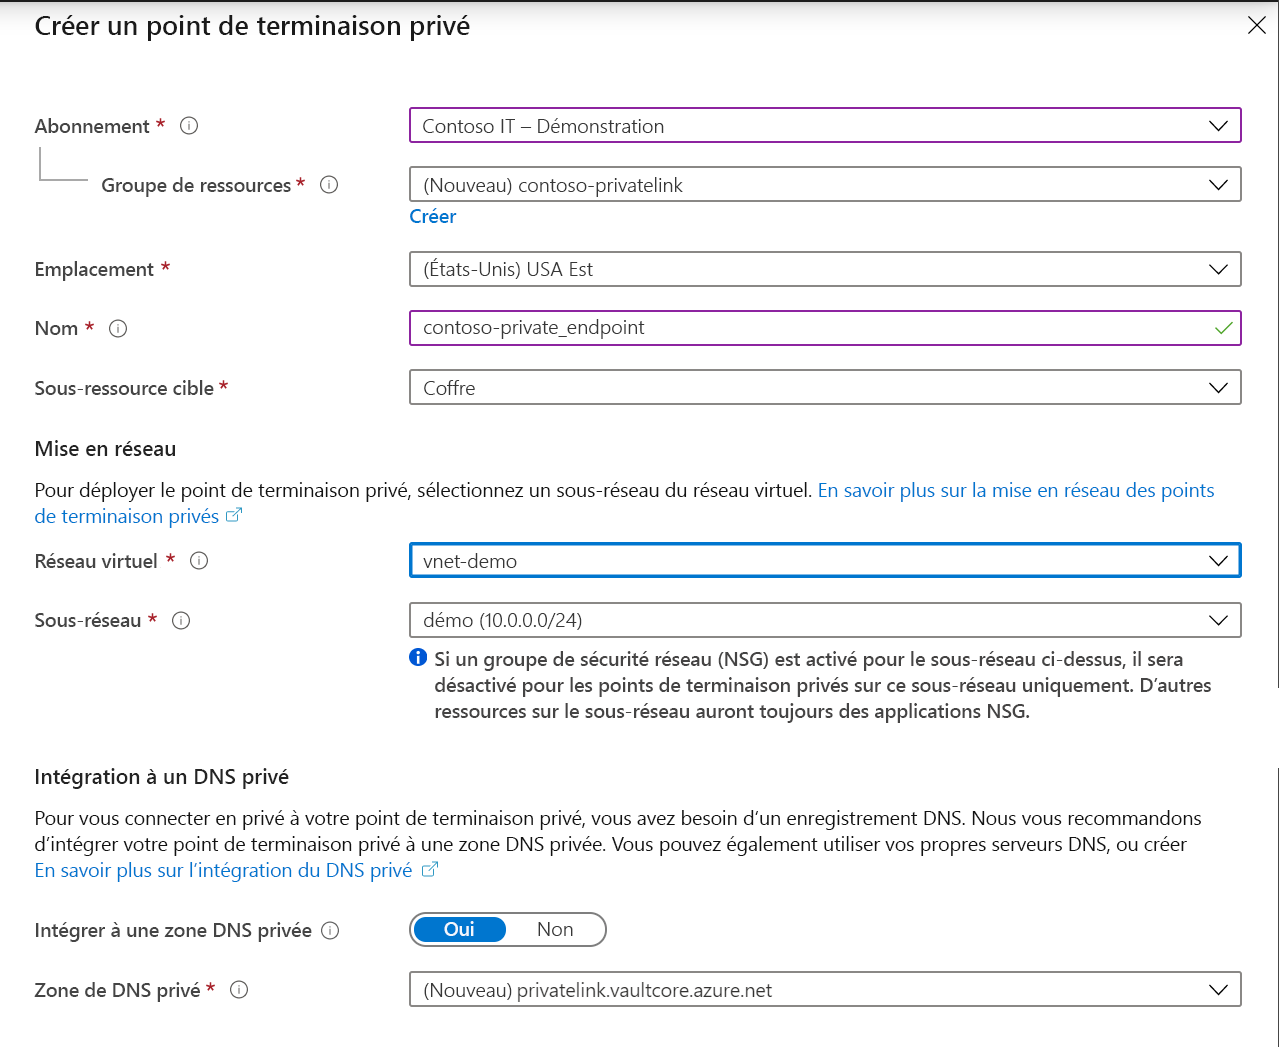 Créer un point de terminaison privé
Abonnement *
Contoso IT – Démonstration
Groupe de ressources *
(Nouveau) contoso-privatelink
Créer
Emplacement *
(États-Unis) USA Est
Nom *
contoso-private_endpoint
Sous-ressource cible *
Coffre
Mise en réseau
Pour déployer le point de terminaison privé, sélectionnez un sous-réseau du réseau virtuel. En savoir plus sur la mise en réseau des points
de terminaison privés
Réseau virtuel *
vnet-demo
Sous-réseau *
démo (10.0.0.0/24)
Si un groupe de sécurité réseau (NSG) est activé pour le sous-réseau ci-dessus, il sera
désactivé pour les points de terminaison privés sur ce sous-réseau uniquement. D’autres
ressources sur le sous-réseau auront toujours des applications NSG.
Intégration à un DNS privé
Pour vous connecter en privé à votre point de terminaison privé, vous avez besoin d’un enregistrement DNS. Nous vous recommandons
d’intégrer votre point de terminaison privé à une zone DNS privée. Vous pouvez également utiliser vos propres serveurs DNS, ou créer
En savoir plus sur l’intégration du DNS privé
Intégrer à une zone DNS privée
Oui Non
Zone de DNS privé *
(Nouveau) privatelink.vaultcore.azure.net